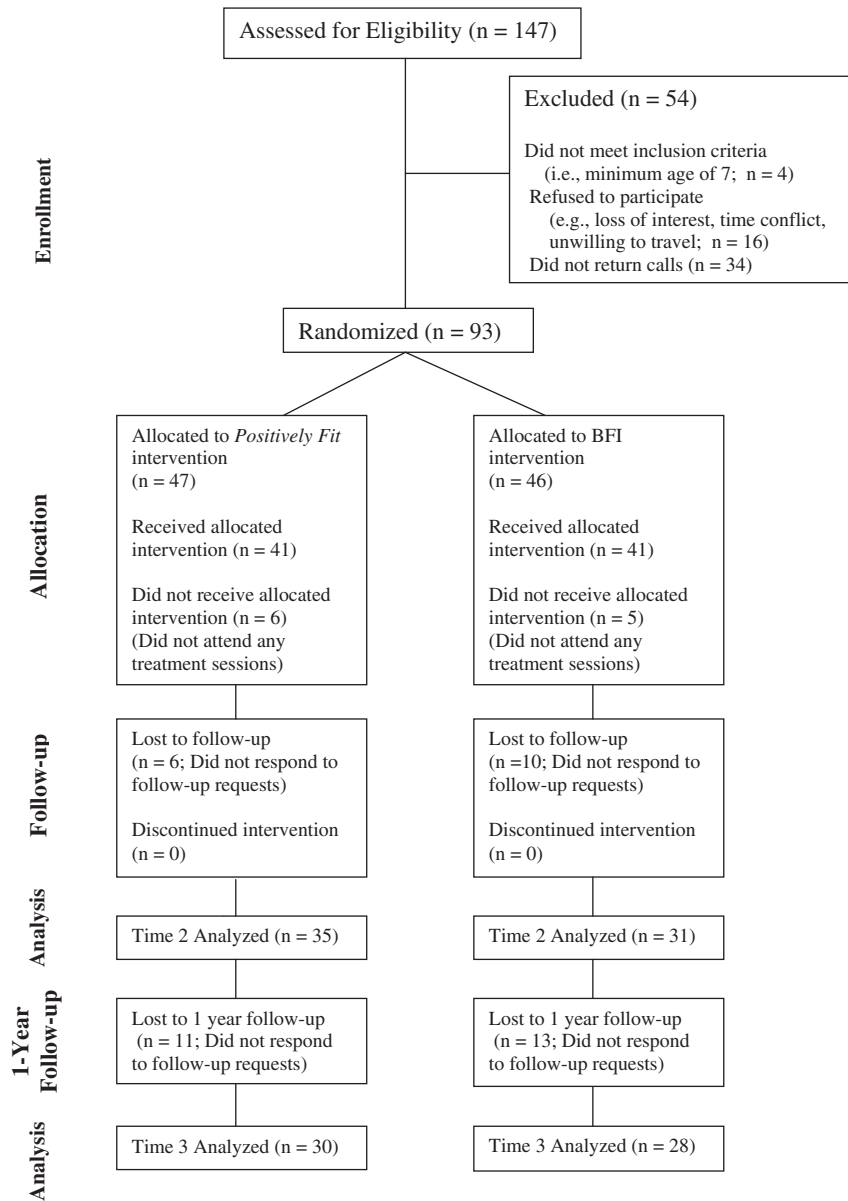 Assessed for Eligibility (n = 147)
Enrollment
Excluded (n = 54)
Did not meet inclusion criteria
(i.e., minimum age of 7; n = 4)
Refused to participate
(e.g., loss of interest, time conflict,
unwilling to travel; n = 16)
Did not return calls (n = 34)
Randomized (n = 93)
Allocation
Allocated to Positively Fit
intervention
(n = 47)
Received allocated
intervention (n = 41)
Did not receive allocated
intervention (n = 6)
(Did not attend any
treatment sessions)
Allocated to BFI
intervention
(n = 46)
Received allocated
intervention (n = 41)
Did not receive allocated
intervention (n = 5)
(Did not attend any
treatment sessions)
Follow-up
Lost to follow-up
(n = 6; Did not respond to
follow-up requests)
Discontinued intervention
(n = 0)
Lost to follow-up
(n =10; Did not respond to
follow-up requests)
Discontinued intervention
(n = 0)
Analysis
Time 2 Analyzed (n = 35)
Time 2 Analyzed (n = 31)
1-Year
Follow-up
Lost to 1 year follow-up
(n = 11; Did not respond
to follow-up requests)
Lost to 1 year follow-up
(n = 13; Did not respond
to follow-up requests)
Analysis
Time 3 Analyzed (n = 30)
Time 3 Analyzed (n = 28)